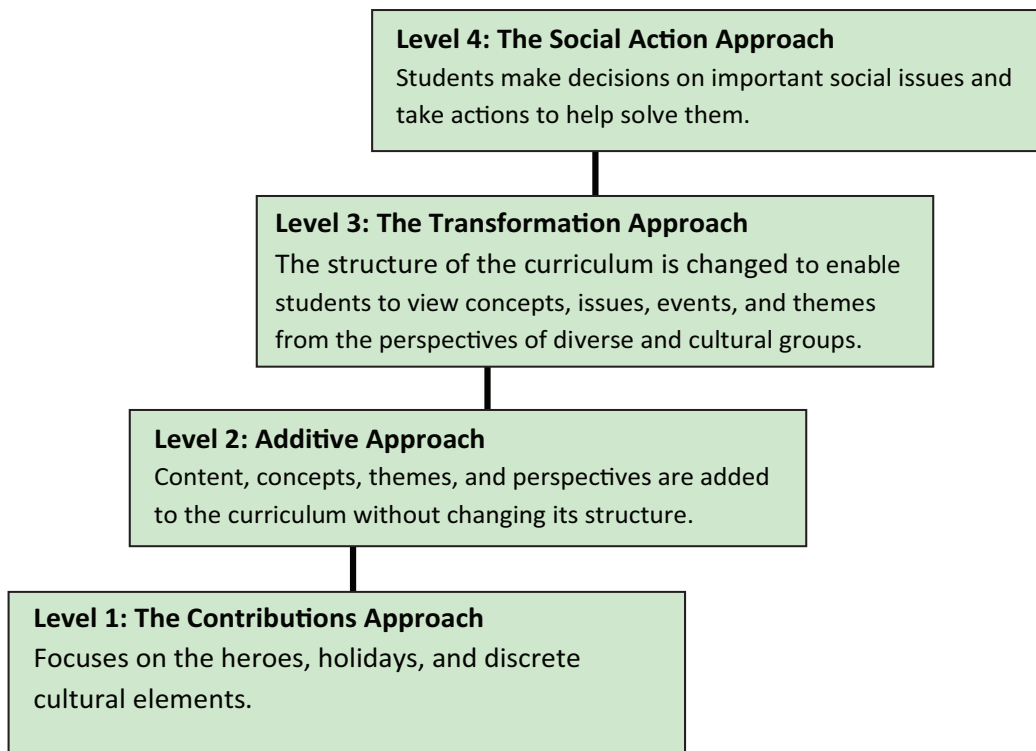 Level 4: The Social Action Approach
Students make decisions on important social issues and
take actions to help solve them.
Level 3: The Transformation Approach
The structure of the curriculum is changed to enable
students to view concepts, issues, events, and themes
from the perspectives of diverse and cultural groups.
Level 2: Additive Approach
Content, concepts, themes, and perspectives are added
to the curriculum without changing its structure.
Level 1: The Contributions Approach
Focuses on the heroes, holidays, and discrete
cultural elements.